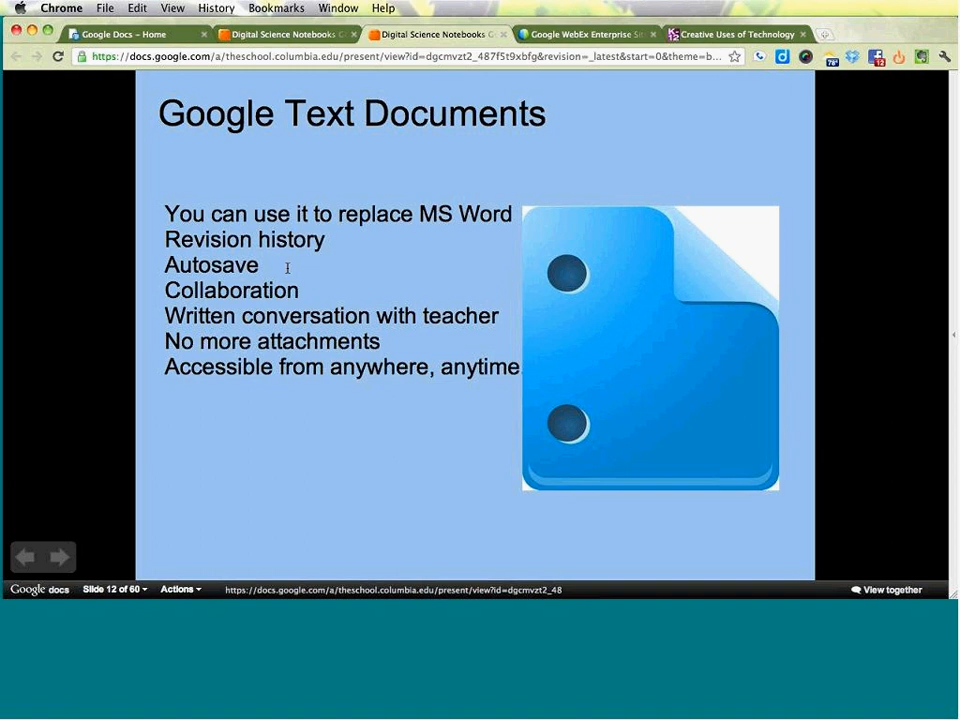 Chrome File Edit View History Bookmarks Window Help
Google Docs – Home Digital Science Notebooks Digital Science Notebooks Google WebEx Enterprise Creative Uses of Technology
https://docs.google.com/a/theschool.columbia.edu/present/view?id=dgcmvzt2_487f5t9xbfg&revision=_latest&start=0&theme=b...
78° 12
Google Text Documents
You can use it to replace MS Word
Revision history
Autosave
Collaboration
Written conversation with teacher
No more attachments
Accessible from anywhere, anytime
Google docs Slide 12 of 60 Actions https://docs.google.com/a/theschool.columbia.edu/present/view?id=dgcmvzt2_48 View together